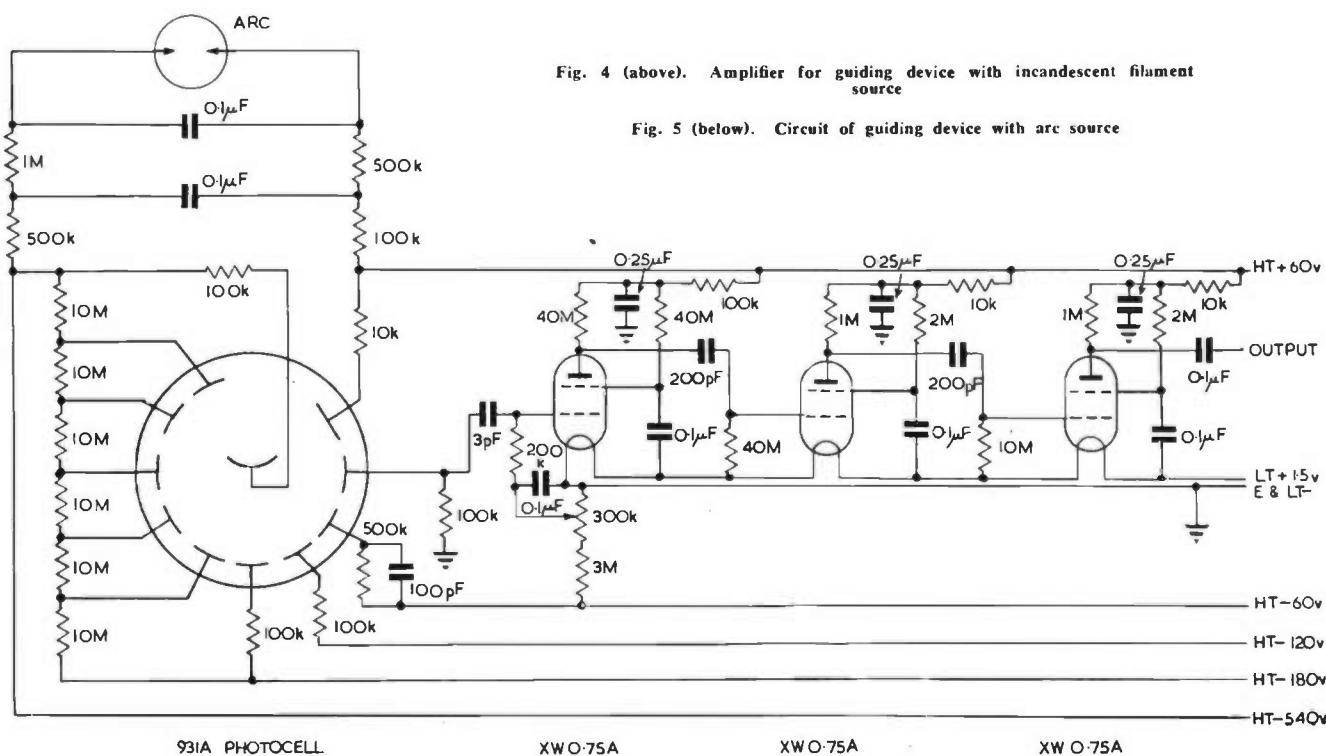 ARC
Fig. 4 (above). Amplifier for guiding device with incandescent filament
source
Fig. 5 (below). Circuit of guiding device with arc source
0·1μF
1M
500k
0·1μF
500k
100k
100k
10M
10M
10M
10M
10M
10M
10k
0·25μF
40M
40M
100k
200pF
3pF
200
k
0·1μF
0·1μF
40M
100k
300k
3M
500k
100pF
100k
100k
0·25μF
1M
2M
10k
200pF
0·1μF
10M
0·25μF
1M
2M
10k
0·1μF
0·1μF
HT+60v
OUTPUT
LT+1·5v
E & LT-
HT-60v
HT-120v
HT-180v
HT-540v
931A PHOTOCELL
XW 0·75A
XW 0·75A
XW 0·75A